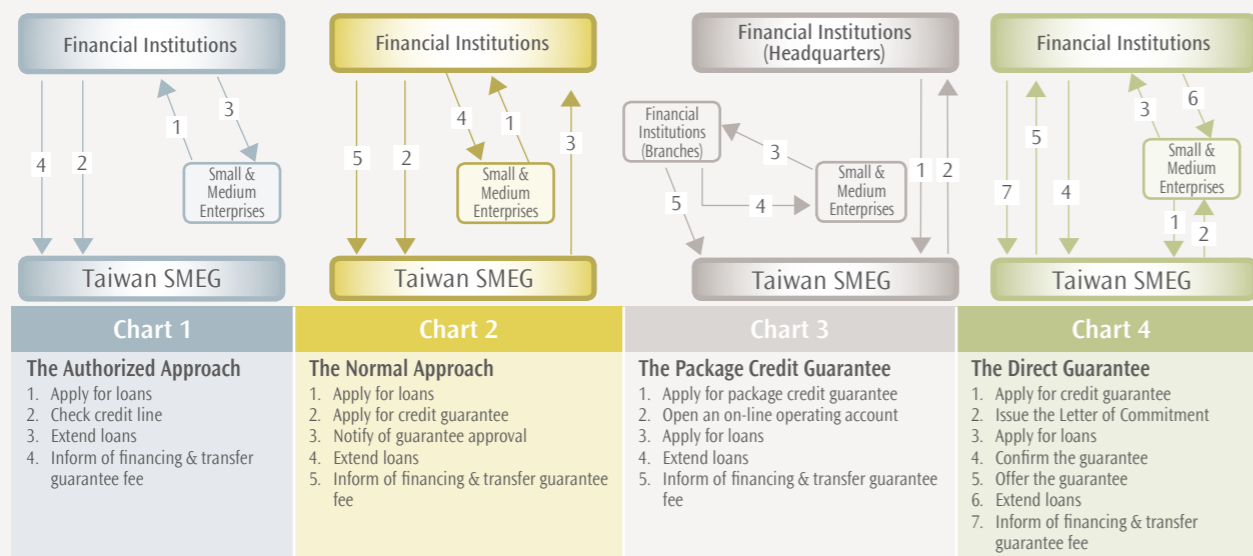 Financial Institutions
4
2
1
3
Small &
Medium
Enterprises
Taiwan SMEG
Financial Institutions
5
2
4
1
3
Small &
Medium
Enterprises
Taiwan SMEG
Financial Institutions
(Headquarters)
Financial
Institutions
(Branches)
3
Small &
Medium
Enterprises
5
4
1
2
Taiwan SMEG
Financial Institutions
7
5
4
3
6
Small &
Medium
Enterprises
1
2
Taiwan SMEG
Chart 1
The Authorized Approach
1. Apply for loans
2. Check credit line
3. Extend loans
4. Inform of financing & transfer
guarantee fee
Chart 2
The Normal Approach
1. Apply for loans
2. Apply for credit guarantee
3. Notify of guarantee approval
4. Extend loans
5. Inform of financing & transfer guarantee
fee
Chart 3
The Package Credit Guarantee
1. Apply for package credit guarantee
2. Open an on-line operating account
3. Apply for loans
4. Extend loans
5. Inform of financing & transfer guarantee
fee
Chart 4
The Direct Guarantee
1. Apply for credit guarantee
2. Issue the Letter of Commitment
3. Apply for loans
4. Confirm the guarantee
5. Offer the guarantee
6. Extend loans
7. Inform of financing & transfer
guarantee fee